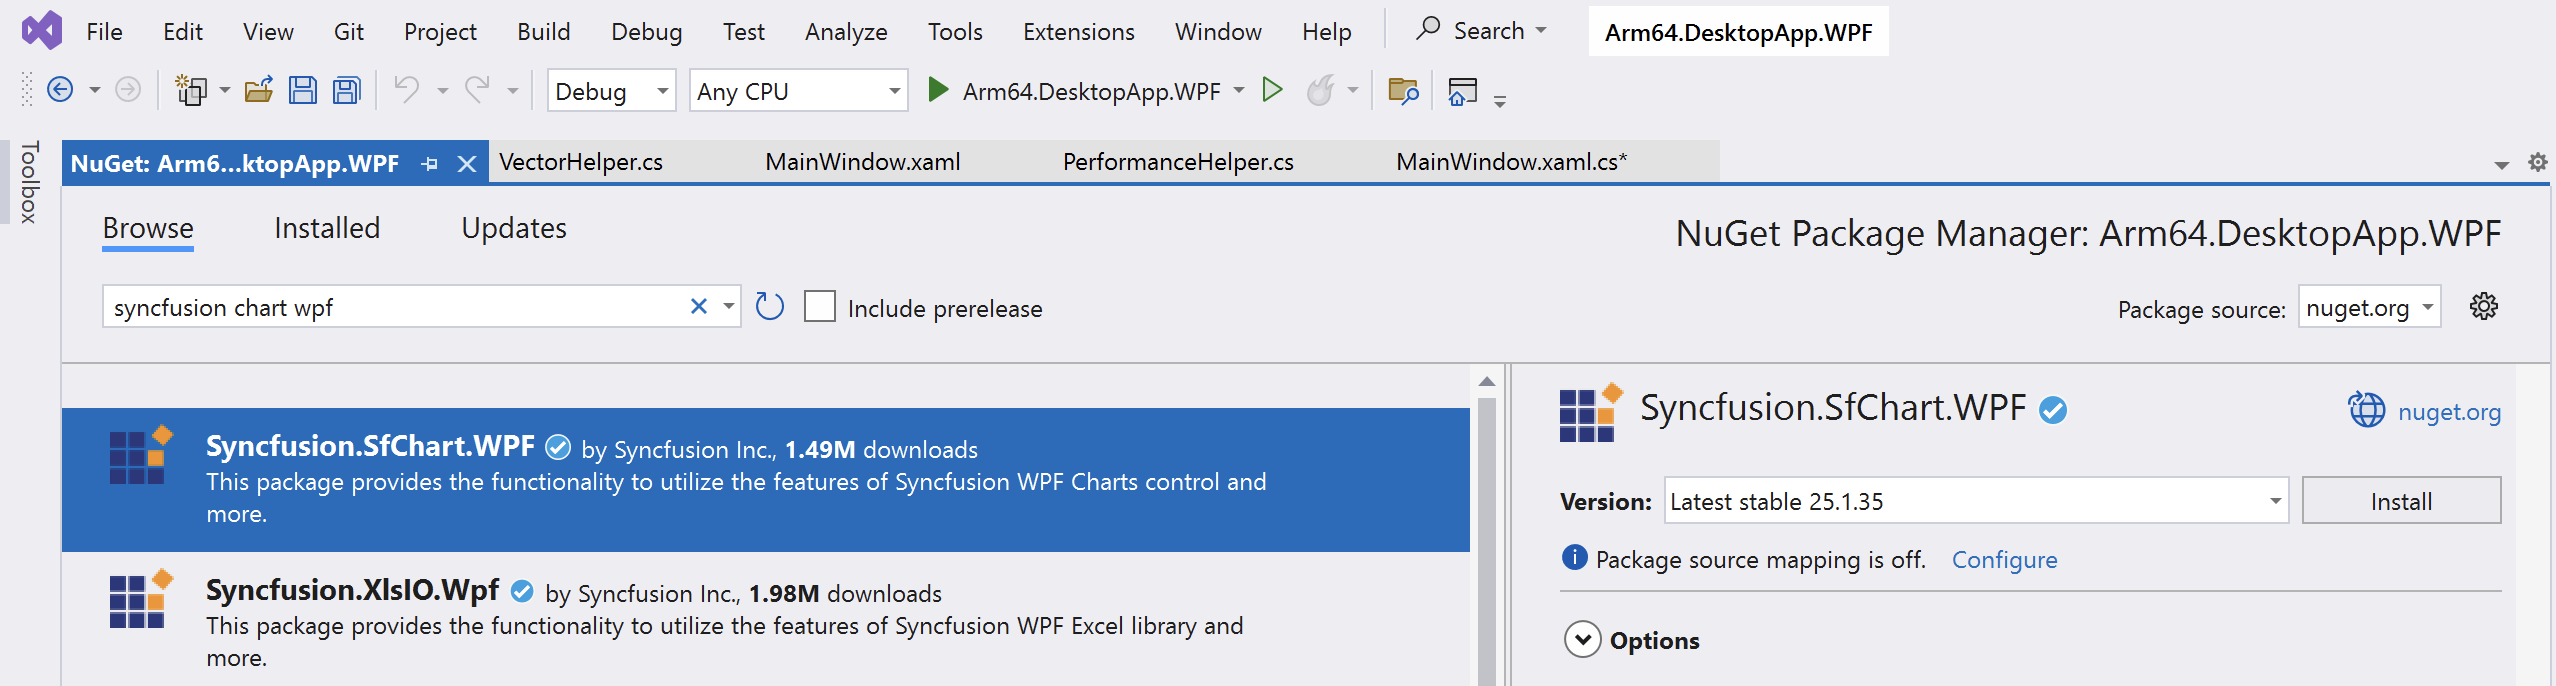 File Edit View Git Project Build Debug Test Analyze Tools Extensions Window Help Search Arm64.DesktopApp.WPF
Debug Any CPU Arm64.DesktopApp.WPF
Toolbox
NuGet: Arm6...ktopApp.WPF VectorHelper.cs MainWindow.xaml PerformanceHelper.cs MainWindow.xaml.cs*
Browse Installed Updates
NuGet Package Manager: Arm64.DesktopApp.WPF
syncfusion chart wpf Include prerelease Package source: nuget.org
Syncfusion.SfChart.WPF by Syncfusion Inc., 1.49M downloads
This package provides the functionality to utilize the features of Syncfusion WPF Charts control and
more.
Syncfusion.XlsIO.Wpf by Syncfusion Inc., 1.98M downloads
This package provides the functionality to utilize the features of Syncfusion WPF Excel library and
more.
Syncfusion.SfChart.WPF nuget.org
Version: Latest stable 25.1.35 Install
Package source mapping is off. Configure
Options